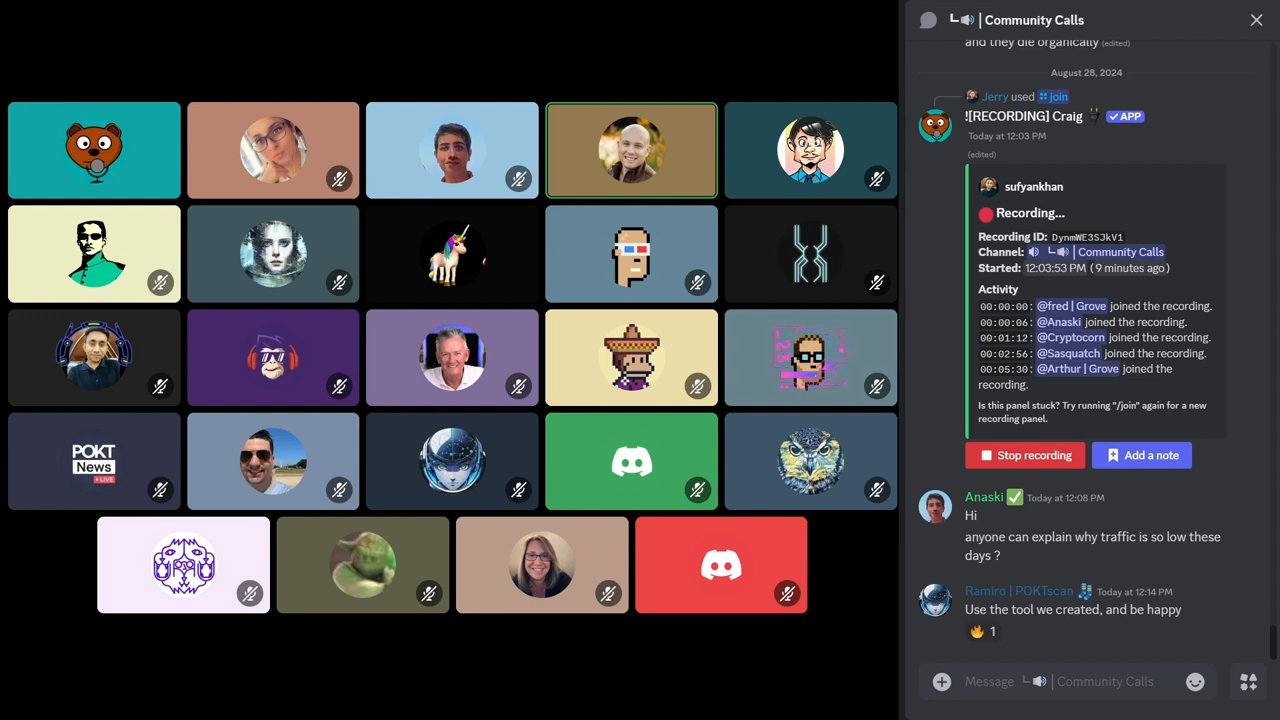 POKT
News
LIVE
Community Calls
and they die organically (edited)
August 28, 2024
Jerry used join
![RECORDING] Craig APP
Today at 12:03 PM
(edited)
sufyankhan
Recording...
Recording ID: DynmWE3SJkV1
Channel: Community Calls
Started: 12:03:53 PM (9 minutes ago)
Activity
00:00:00: @fred | Grove joined the recording.
00:00:06: @Anaski joined the recording.
00:01:12: @Cryptocorn joined the recording.
00:02:56: @Sasquatch joined the recording.
00:05:30: @Arthur | Grove joined the
recording.
Is this panel stuck? Try running "/join" again for a new
recording panel.
Stop recording Add a note
Anaski Today at 12:08 PM
Hi
anyone can explain why traffic is so low these
days ?
Ramiro | POKTscan Today at 12:14 PM
Use the tool we created, and be happy
1
Message Community Calls